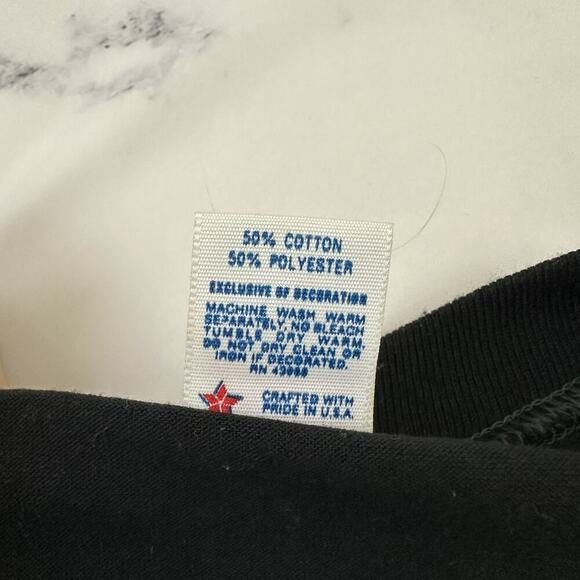 50% COTTON
50% POLYESTER
EXCLUSIVE OF DECORATION
MACHINE WASH WARM
SEPARATELY. NO BLEACH
TUMBLE DRY WARM.
DO NOT DRY CLEAN OR
IRON IF DECORATED.
RN
CRAFTED WITH
PRIDE IN U.S.A.